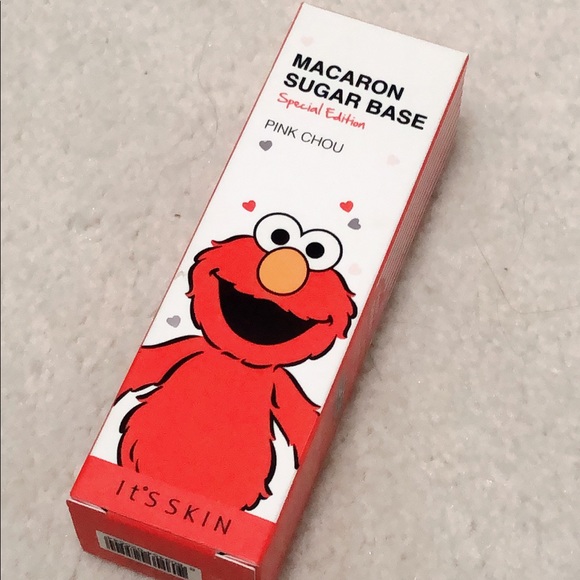 MACARON
SUGAR BASE
Special Edition
PINK CHOU
It'S SKIN